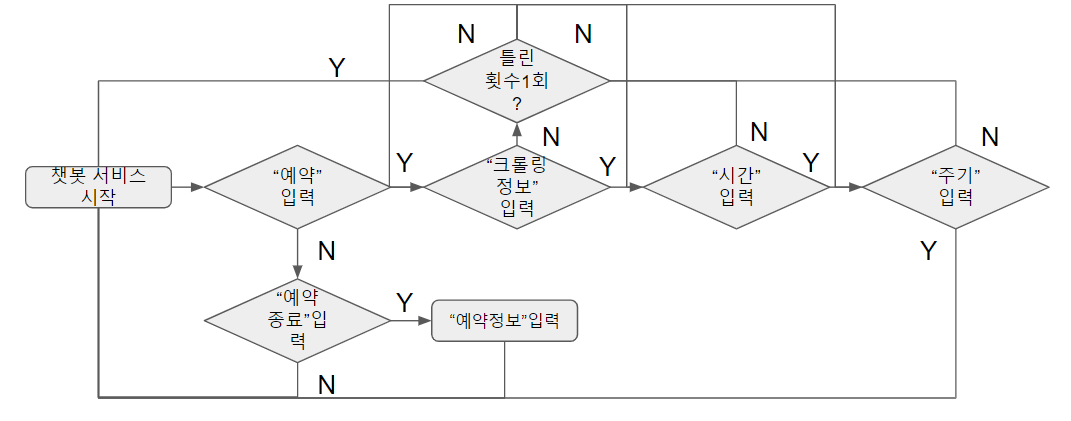 N
N
틀린
횟수1회
?
Y
N
챗봇 서비스
시작
“예약”
입력
Y
“크롤링
정보”
입력
Y
“시간”
입력
N
Y
“주기”
입력
N
Y
N
“예약
종료”입
력
Y
“예약정보”입력
N